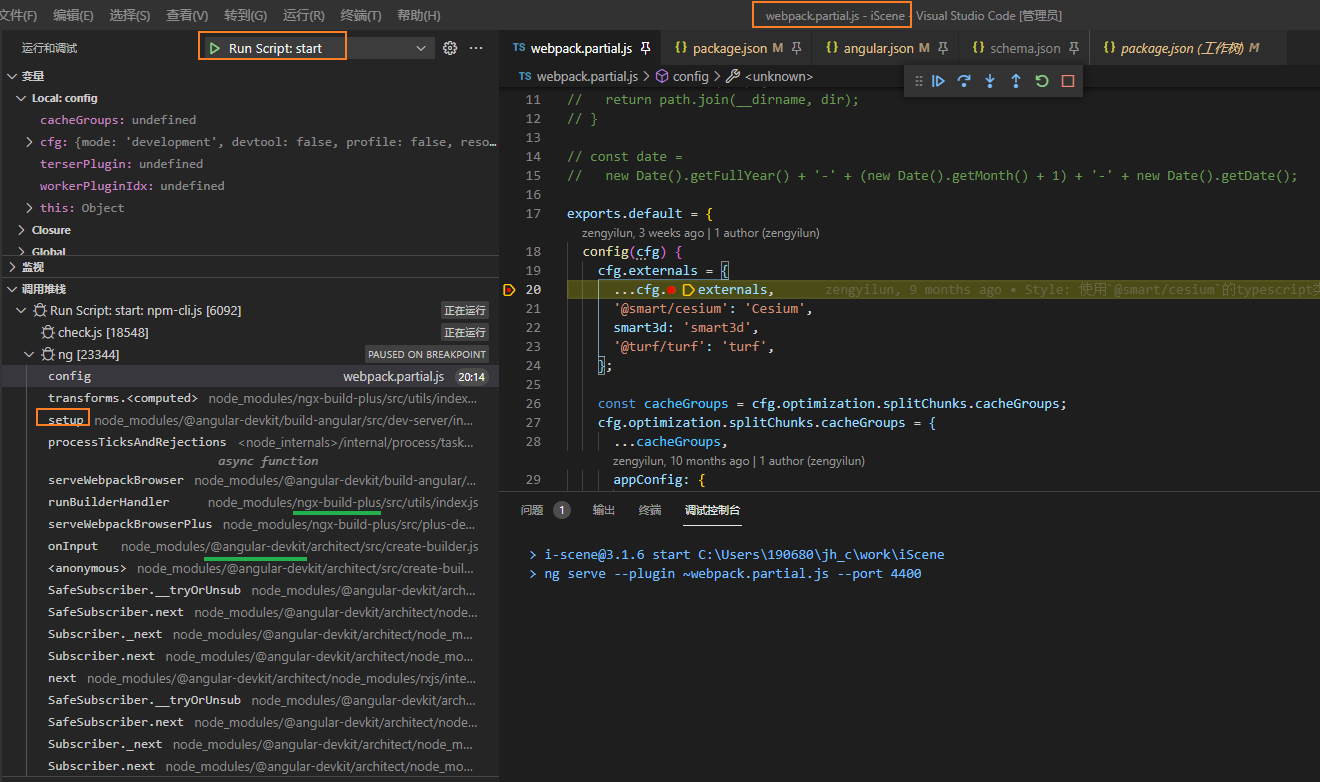 文件(F) 编辑(E) 选择(S) 查看(V) 转到(G) 运行(R) 终端(T) 帮助(H) webpack.partial.js - iScene - Visual Studio Code [管理员]
运行和调试 Run Script: start
TS webpack.partial.js {} package.json M {} angular.json M {} schema.json {} package.json (工作树) M
TS webpack.partial.js > config > <unknown>
变量
Local: config
cacheGroups: undefined
cfg: {mode: 'development', devtool: false, profile: false, reso…
terserPlugin: undefined
workerPluginIdx: undefined
this: Object
Closure
Global
监视
调用堆栈
Run Script: start: npm-cli.js [6092] 正在运行
check.js [18548] 正在运行
ng [23344] PAUSED ON BREAKPOINT
config webpack.partial.js 20:14
transforms.<computed> node_modules/ngx-build-plus/src/utils/index...
setup node_modules/@angular-devkit/build-angular/src/dev-server/in...
processTicksAndRejections <node_internals>/internal/process/task...
async function
serveWebpackBrowser node_modules/@angular-devkit/build-angular/...
runBuilderHandler node_modules/ngx-build-plus/src/utils/index.js
serveWebpackBrowserPlus node_modules/ngx-build-plus/src/plus-de...
onInput node_modules/@angular-devkit/architect/src/create-builder.js
<anonymous> node_modules/@angular-devkit/architect/src/create-buil...
SafeSubscriber.__tryOrUnsub node_modules/@angular-devkit/arch...
SafeSubscriber.next node_modules/@angular-devkit/architect/node...
Subscriber._next node_modules/@angular-devkit/architect/node_m...
Subscriber.next node_modules/@angular-devkit/architect/node_mo...
next node_modules/@angular-devkit/architect/node_modules/rxjs/inte...
SafeSubscriber.__tryOrUnsub node_modules/@angular-devkit/arch...
SafeSubscriber.next node_modules/@angular-devkit/architect/node...
Subscriber._next node_modules/@angular-devkit/architect/node_m...
Subscriber.next node_modules/@angular-devkit/architect/node_mo...
11 //   return path.join(__dirname, dir);
12 // }
13
14 // const date =
15 //   new Date().getFullYear() + '-' + (new Date().getMonth() + 1) + '-' + new Date().getDate();
16
17 exports.default = {
zengyilun, 3 weeks ago | 1 author (zengyilun)
18 config(cfg) {
19 cfg.externals = {
20 ...cfg.externals, zengyilun, 9 months ago • Style: 使用`@smart/cesium`的typescript
21 '@smart/cesium': 'Cesium',
22 smart3d: 'smart3d',
23 '@turf/turf': 'turf',
24 };
25
26 const cacheGroups = cfg.optimization.splitChunks.cacheGroups;
27 cfg.optimization.splitChunks.cacheGroups = {
28 ...cacheGroups,
zengyilun, 10 months ago | 1 author (zengyilun)
29 appConfig: {
问题 1 输出 终端 调试控制台
> i-scene@3.1.6 start C:\Users\190680\jh_c\work\iScene
> ng serve --plugin ~webpack.partial.js --port 4400